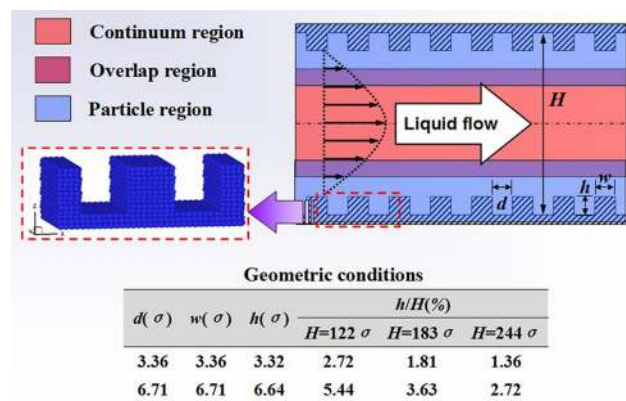 Continuum region
Overlap region
Particle region
Liquid flow
H
h
w
d
z
x
Geometric conditions
d( σ ) w( σ ) h( σ ) h/H(%)
H=122 σ H=183 σ H=244 σ
3.36 3.36 3.32 2.72 1.81 1.36
6.71 6.71 6.64 5.44 3.63 2.72